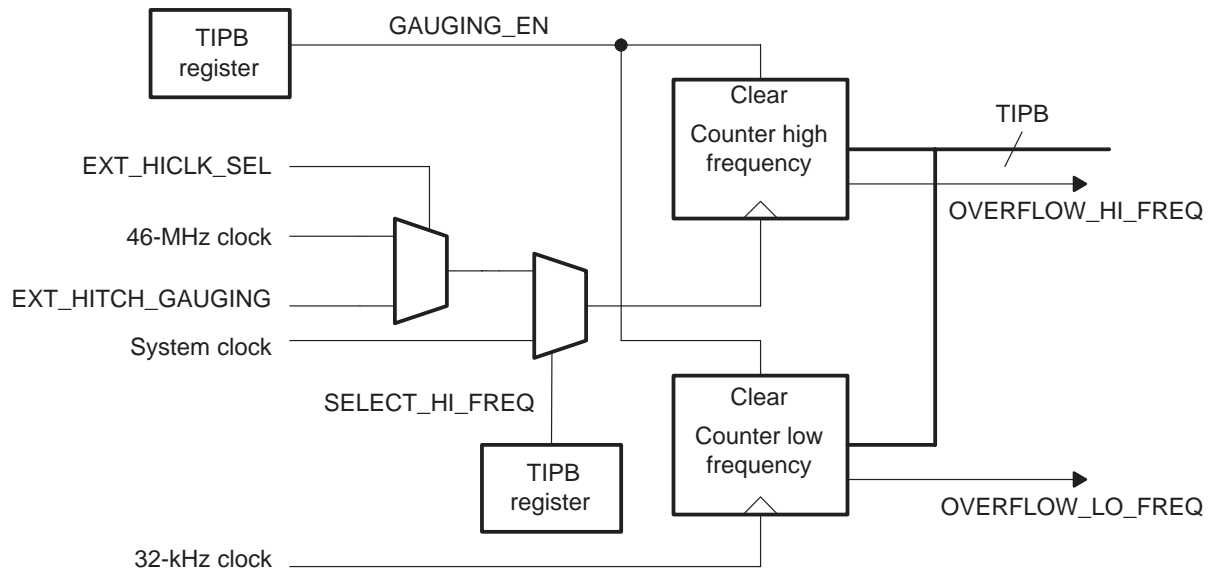 TIPB
register
GAUGING_EN
Clear
Counter high
frequency
TIPB
OVERFLOW_HI_FREQ
EXT_HICLK_SEL
46-MHz clock
EXT_HITCH_GAUGING
System clock
SELECT_HI_FREQ
TIPB
register
Clear
Counter low
frequency
OVERFLOW_LO_FREQ
32-kHz clock